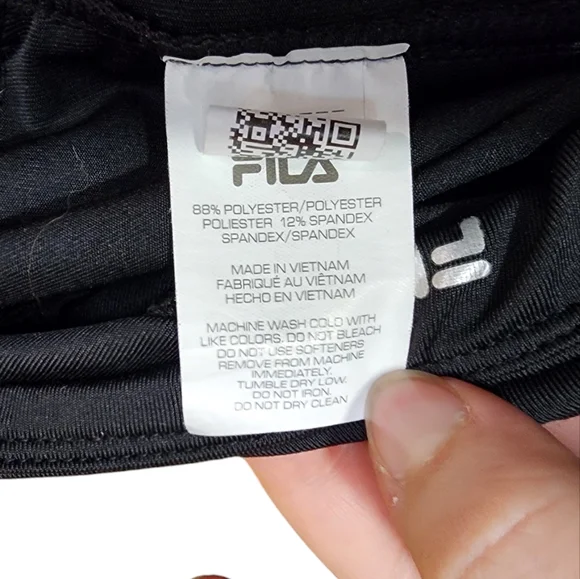 FILA
88% POLYESTER/POLYESTER
POLIESTER 12% SPANDEX
SPANDEX/SPANDEX
MADE IN VIETNAM
FABRIQUÉ AU VIÊTNAM
HECHO EN VIETNAM
MACHINE WASH COLD WITH
LIKE COLORS, DO NOT BLEACH
DO NOT USE SOFTENERS
REMOVE FROM MACHINE
IMMEDIATELY.
TUMBLE DRY LOW.
DO NOT IRON.
DO NOT DRY CLEAN